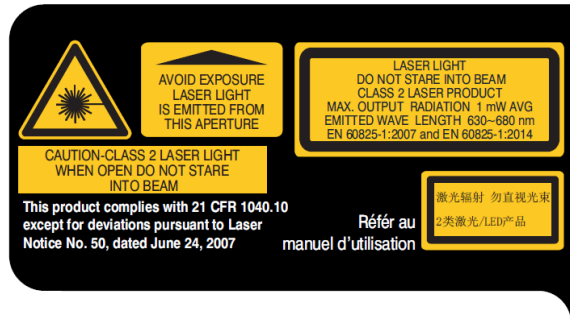 AVOID EXPOSURE
LASER LIGHT
IS EMITTED FROM
THIS APERTURE
LASER LIGHT
DO NOT STARE INTO BEAM
CLASS 2 LASER PRODUCT
MAX. OUTPUT RADIATION 1 mW AVG
EMITTED WAVE LENGTH 630~680 nm
EN 60825-1:2007 and EN 60825-1:2014
CAUTION-CLASS 2 LASER LIGHT
WHEN OPEN DO NOT STARE
INTO BEAM
This product complies with 21 CFR 1040.10
except for deviations pursuant to Laser
Notice No. 50, dated June 24, 2007
Référ au
manuel d'utilisation
激光辐射 勿直视光束
2类激光/LED产品